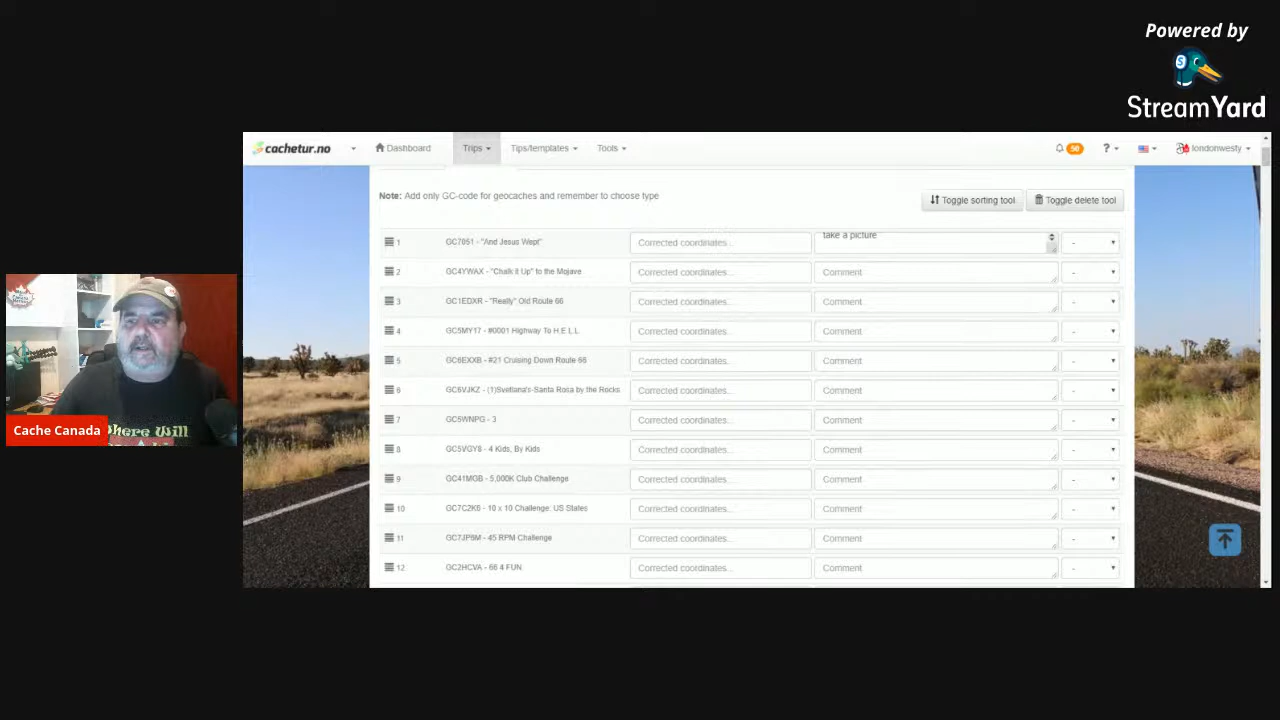 Powered by
StreamYard
cachetur.no
Dashboard
Trips
Tips/templates
Tools
50
?
londonwesty
Note: Add only GC-code for geocaches and remember to choose type
Toggle sorting tool
Toggle delete tool
1 GC7051 - "And Jesus Wept" Corrected coordinates... take a picture -
2 GC4YWAX - "Chalk it Up" to the Mojave Corrected coordinates... Comment -
3 GC1EDXR - "Really" Old Route 66 Corrected coordinates... Comment -
4 GC5MY17 - #0001 Highway To H.E.L.L Corrected coordinates... Comment -
5 GC6EXXB - #21 Cruising Down Route 66 Corrected coordinates... Comment -
6 GC6VJKZ - (1)Svetlana's-Santa Rosa by the Rocks Corrected coordinates... Comment -
7 GC5WNPG - 3 Corrected coordinates... Comment -
8 GC5VGY8 - 4 Kids, By Kids Corrected coordinates... Comment -
9 GC41MGB - 5,000K Club Challenge Corrected coordinates... Comment -
10 GC7C2K6 - 10 x 10 Challenge: US States Corrected coordinates... Comment -
11 GC7JP6M - 45 RPM Challenge Corrected coordinates... Comment -
12 GC2HCVA - 66 4 FUN Corrected coordinates... Comment -
Cache Canada
here Will